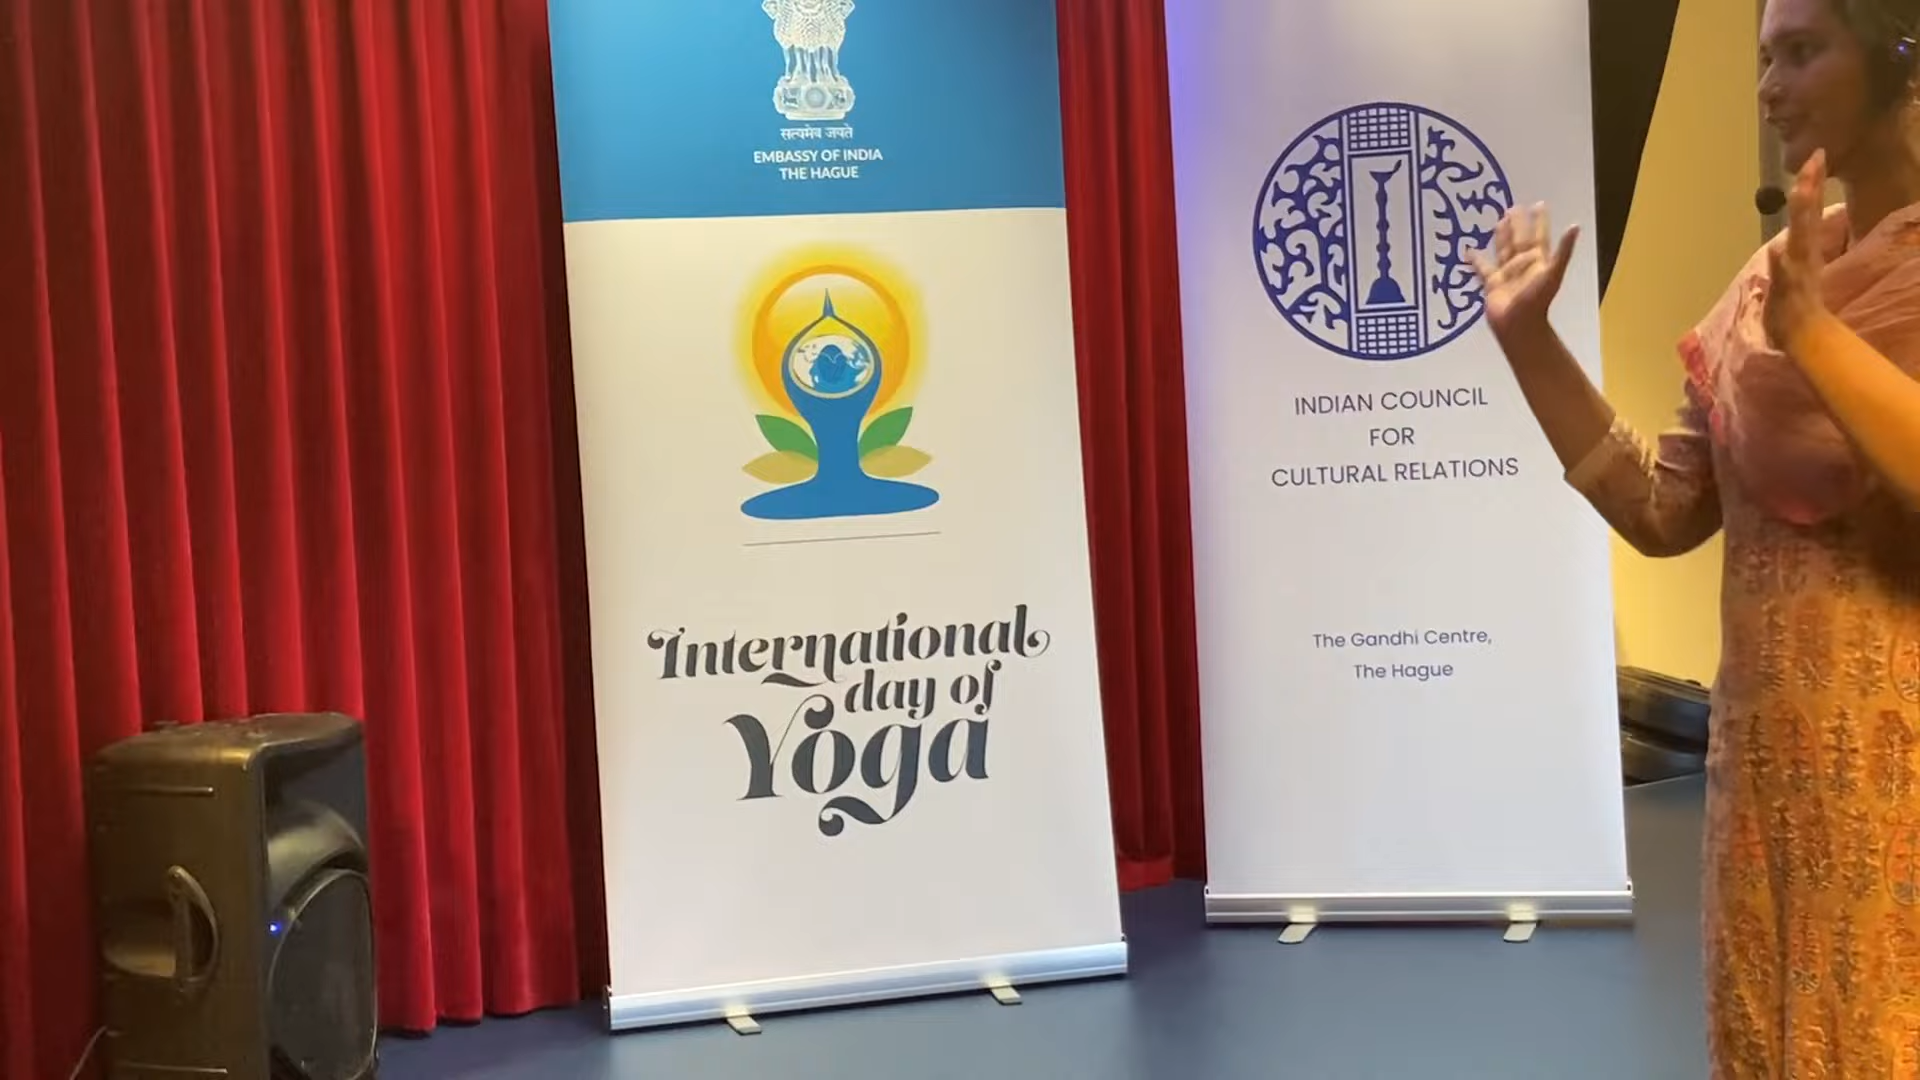 सत्यमेव जयते
EMBASSY OF INDIA
THE HAGUE
International
day of
Yoga
INDIAN COUNCIL
FOR
CULTURAL RELATIONS
The Gandhi Centre,
The Hague